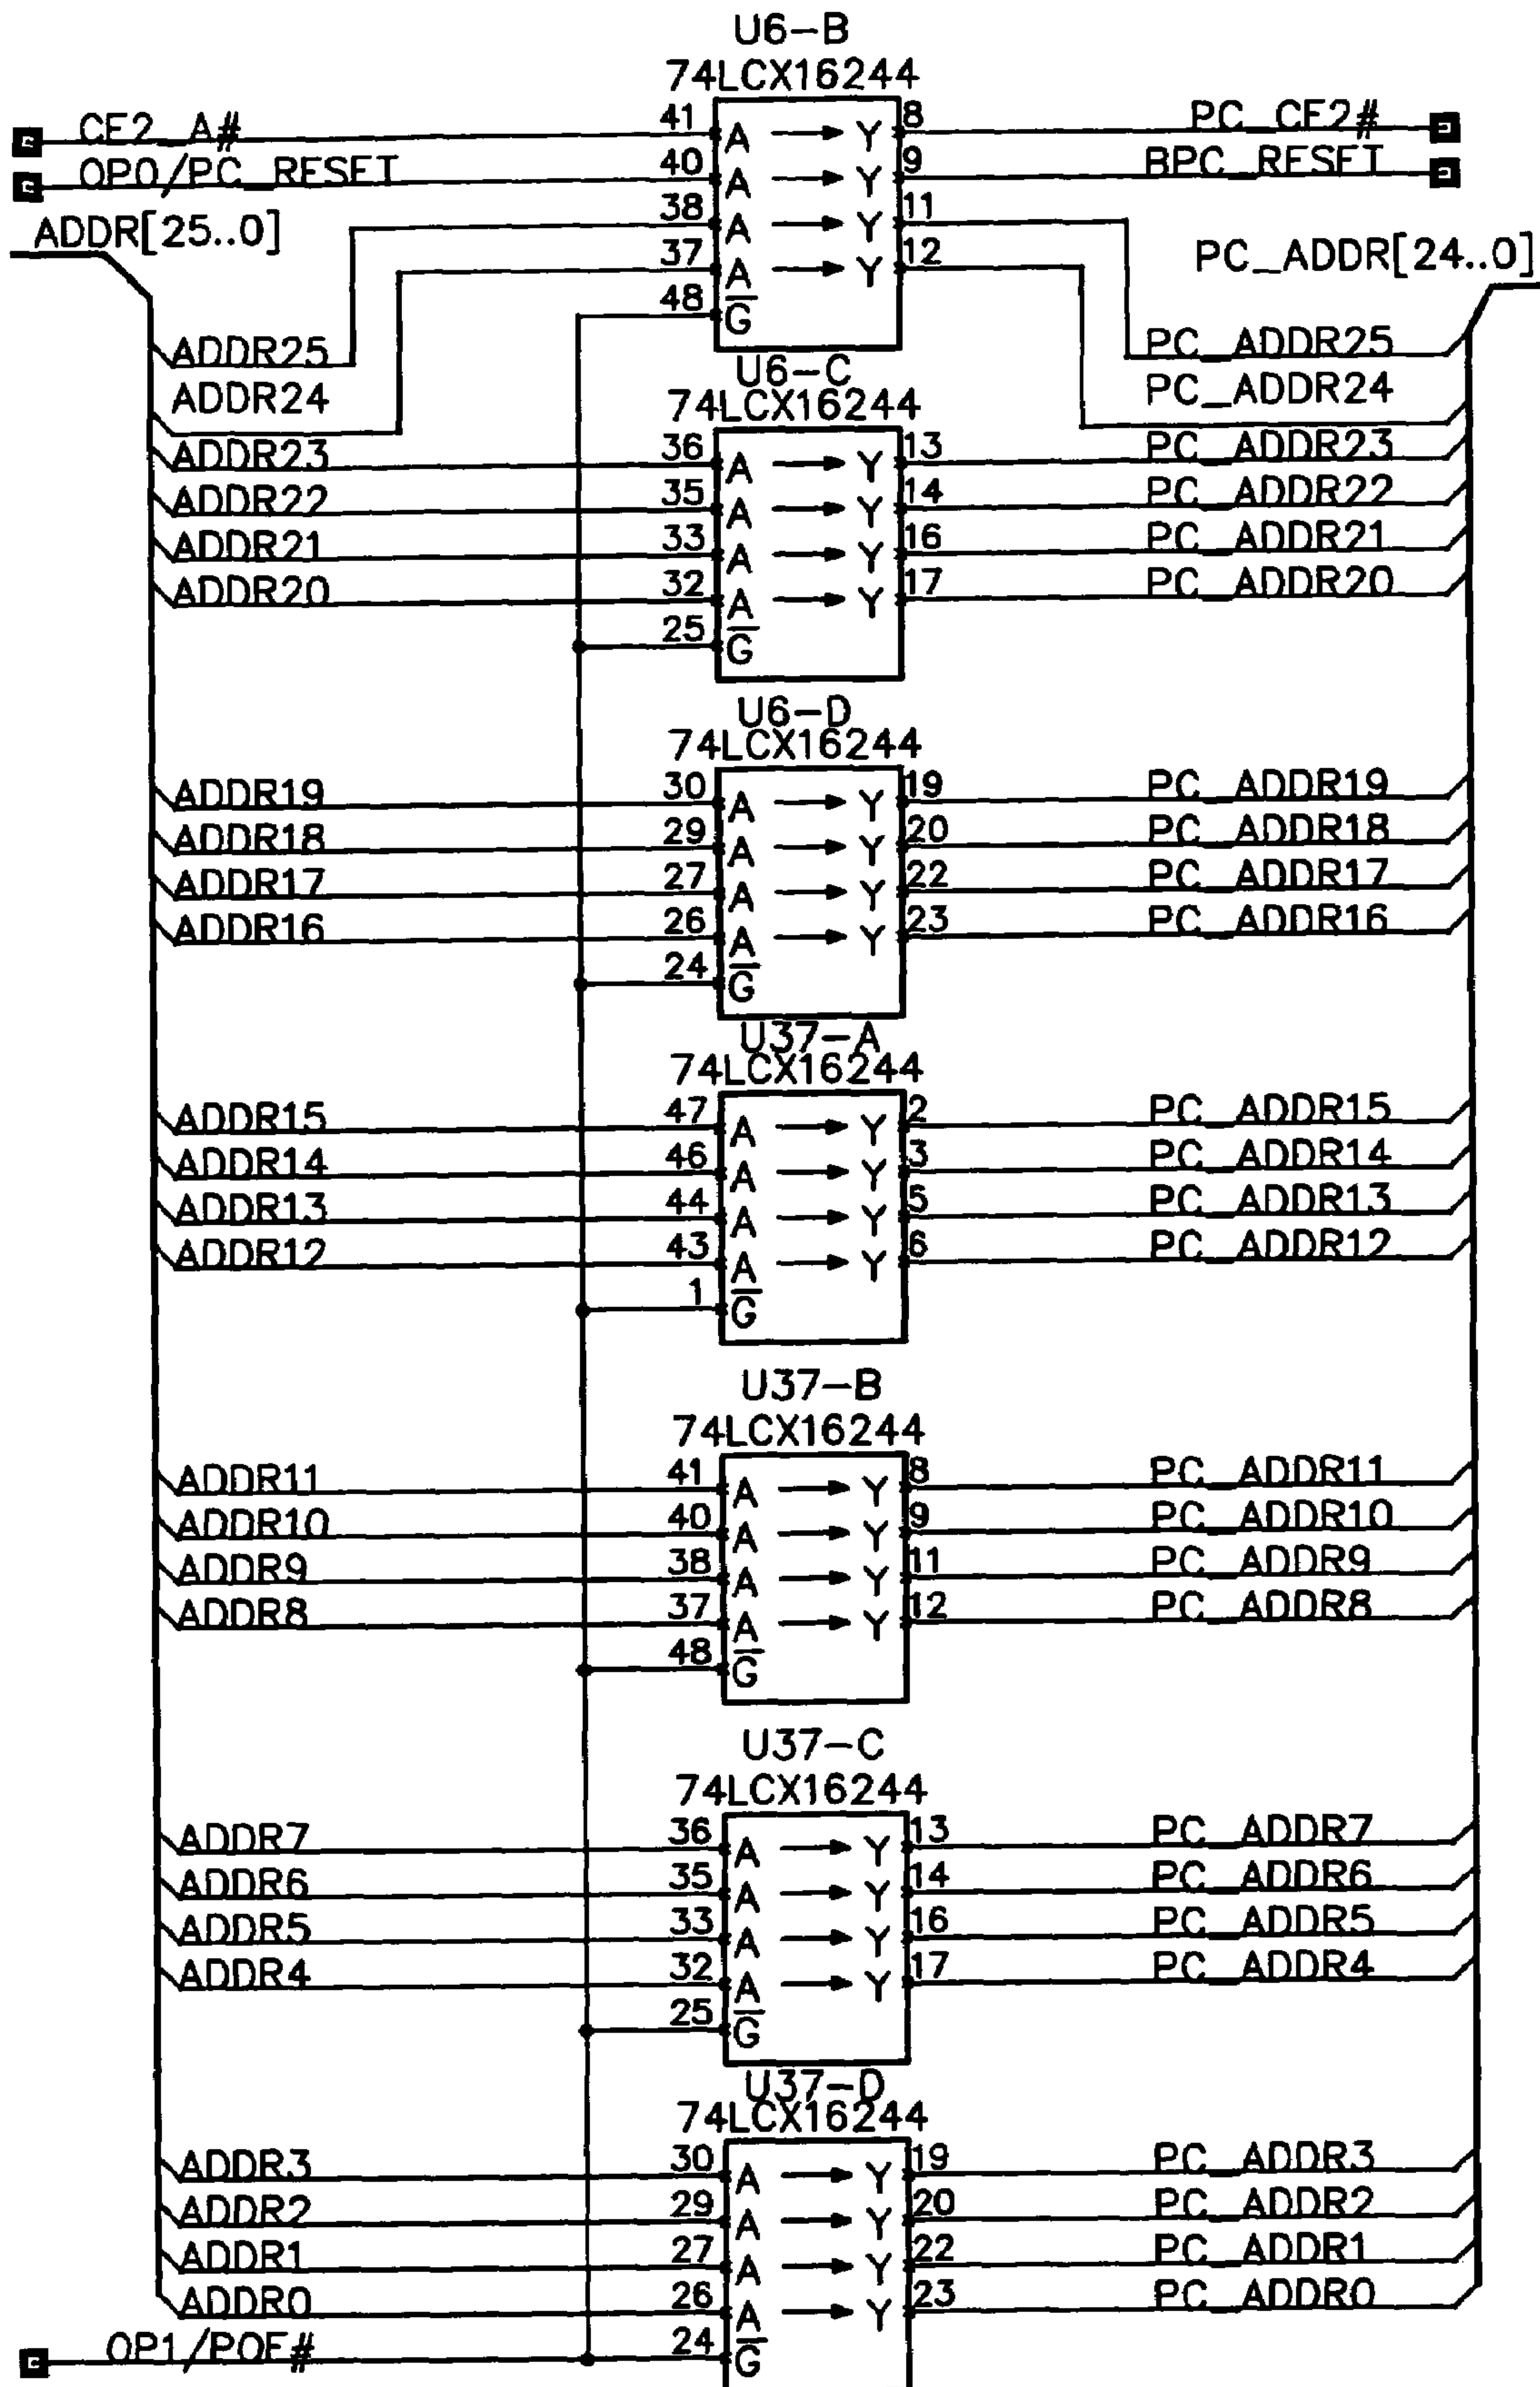 U6-B
74LCX16244
CE2_A# 41 A Y 8 PC_CE2#
OP0/PC_RESET 40 A Y 9 BPC_RESET
ADDR[25..0] 38 A Y 11
37 A Y 12 PC_ADDR[24..0]
48 G
ADDR25 PC_ADDR25
U6-C
ADDR24 74LCX16244 PC_ADDR24
ADDR23 36 A Y 13 PC_ADDR23
ADDR22 35 A Y 14 PC_ADDR22
ADDR21 33 A Y 16 PC_ADDR21
ADDR20 32 A Y 17 PC_ADDR20
25 G
U6-D
74LCX16244
ADDR19 30 A Y 19 PC_ADDR19
ADDR18 29 A Y 20 PC_ADDR18
ADDR17 27 A Y 22 PC_ADDR17
ADDR16 26 A Y 23 PC_ADDR16
24 G
U37-A
74LCX16244
ADDR15 47 A Y 2 PC_ADDR15
ADDR14 46 A Y 3 PC_ADDR14
ADDR13 44 A Y 5 PC_ADDR13
ADDR12 43 A Y 6 PC_ADDR12
1 G
U37-B
74LCX16244
ADDR11 41 A Y 8 PC_ADDR11
ADDR10 40 A Y 9 PC_ADDR10
ADDR9 38 A Y 11 PC_ADDR9
ADDR8 37 A Y 12 PC_ADDR8
48 G
U37-C
74LCX16244
ADDR7 36 A Y 13 PC_ADDR7
ADDR6 35 A Y 14 PC_ADDR6
ADDR5 33 A Y 16 PC_ADDR5
ADDR4 32 A Y 17 PC_ADDR4
25 G
U37-D
74LCX16244
ADDR3 30 A Y 19 PC_ADDR3
ADDR2 29 A Y 20 PC_ADDR2
ADDR1 27 A Y 22 PC_ADDR1
ADDR0 26 A Y 23 PC_ADDR0
OP1/POE# 24 G